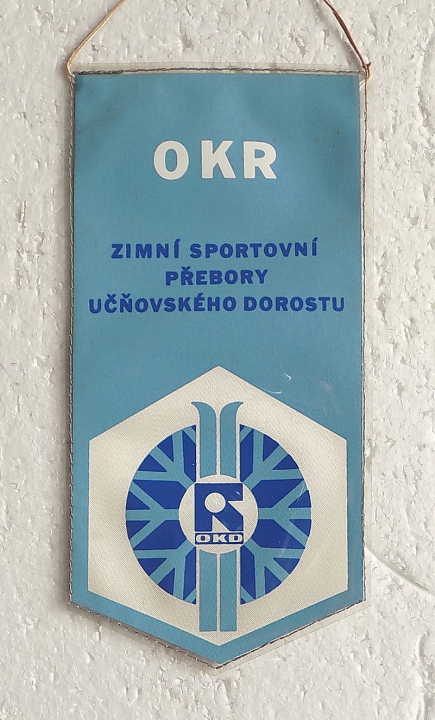 OKR
ZIMNÍ SPORTOVNÍ
PŘEBORY
UČŇOVSKÉHO DOROSTU
OKD